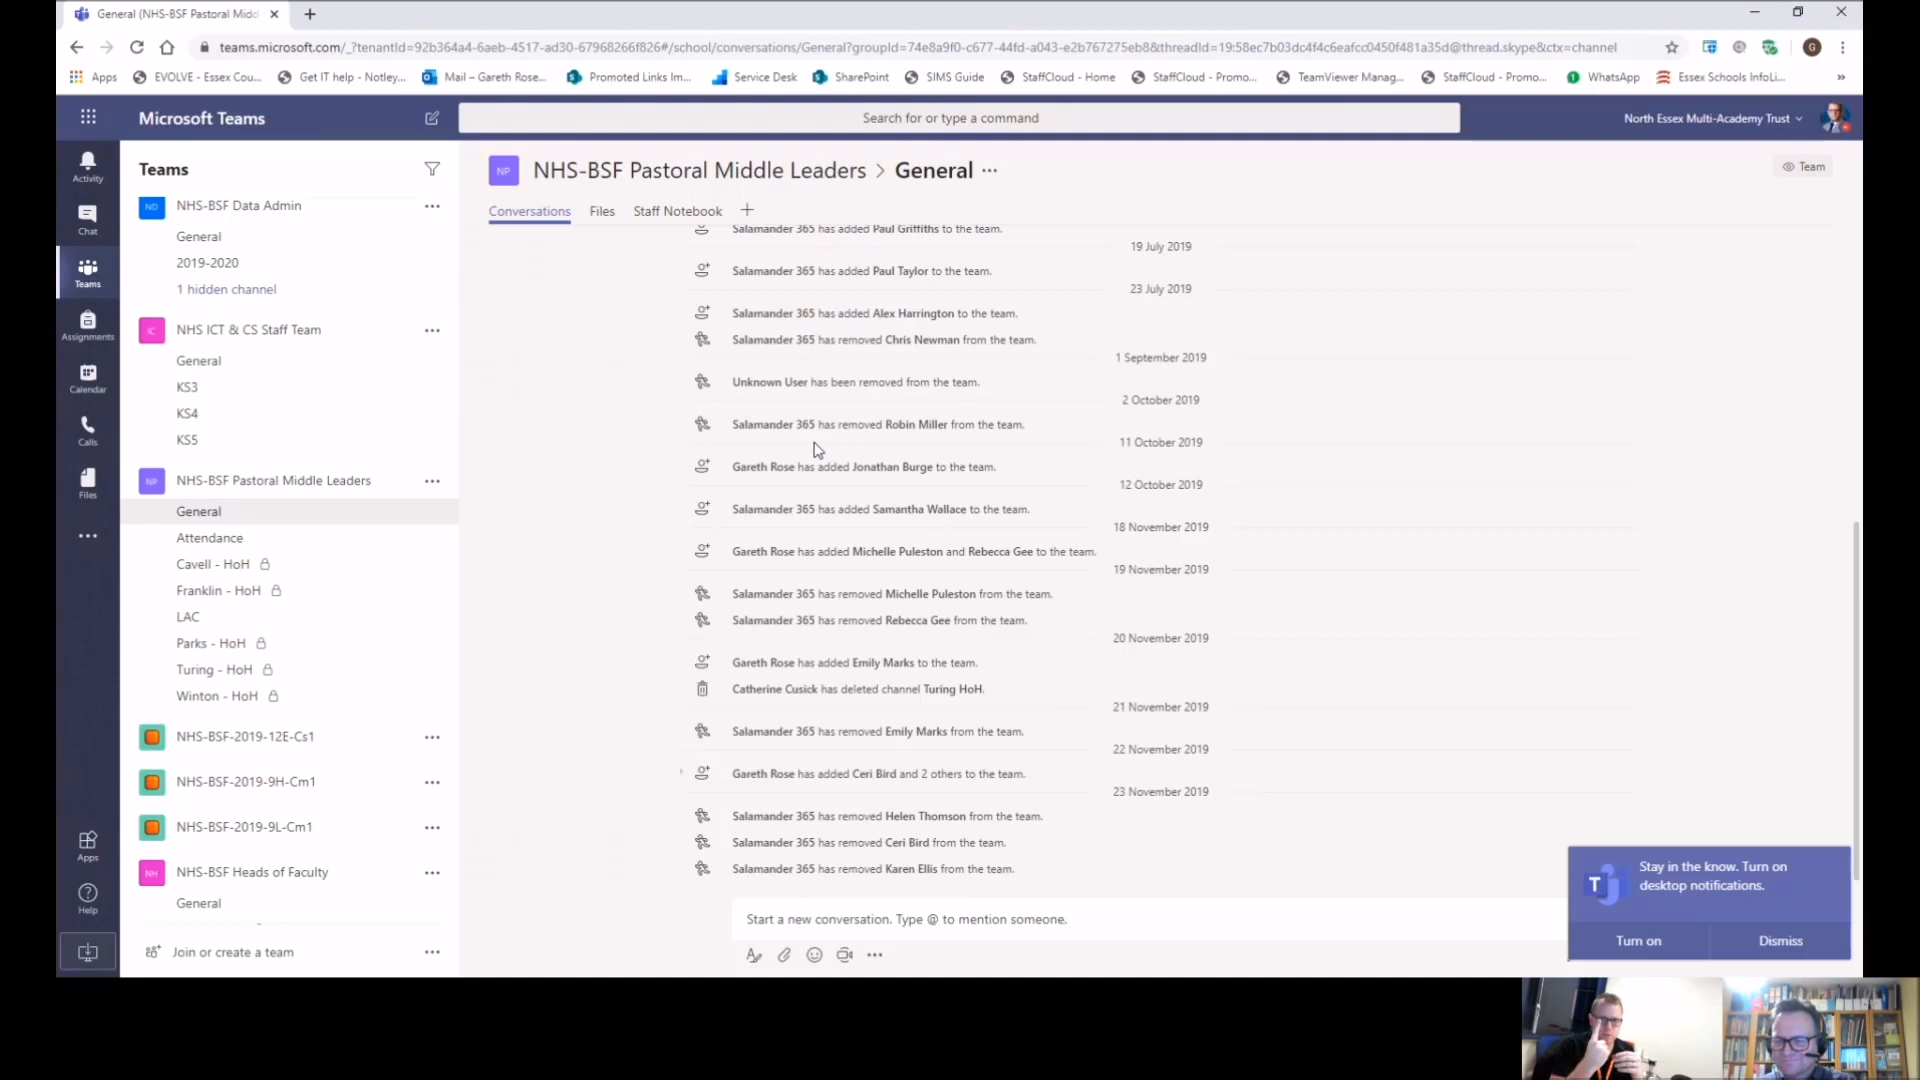 General (NHS-BSF Pastoral Midd
teams.microsoft.com/_?tenantId=92b364a4-6aeb-4517-ad30-67968266f826#/school/conversations/General?groupId=74e8a9f0-c677-44fd-a043-e2b767275eb8&threadId=19:58ec7b03dc4f4c6eafcc0450f481a35d@thread.skype&ctx=channel
G
Apps EVOLVE - Essex Cou... Get IT help - Notley... Mail – Gareth Rose... Promoted Links Im... Service Desk SharePoint SIMS Guide StaffCloud - Home StaffCloud - Promo... TeamViewer Manag... StaffCloud - Promo... WhatsApp Essex Schools InfoLi... »
Microsoft Teams
Search for or type a command
North Essex Multi-Academy Trust
Activity
Chat
Teams
Assignments
Calendar
Calls
Files
Apps
Help
Teams
ND NHS-BSF Data Admin
General
2019-2020
1 hidden channel
IC NHS ICT & CS Staff Team
General
KS3
KS4
KS5
NP NHS-BSF Pastoral Middle Leaders
General
Attendance
Cavell - HoH
Franklin - HoH
LAC
Parks - HoH
Turing - HoH
Winton - HoH
NHS-BSF-2019-12E-Cs1
NHS-BSF-2019-9H-Cm1
NHS-BSF-2019-9L-Cm1
NH NHS-BSF Heads of Faculty
General
Join or create a team
NP NHS-BSF Pastoral Middle Leaders > General
Team
Conversations Files Staff Notebook
Salamander 365 has added Paul Griffiths to the team.
19 July 2019
Salamander 365 has added Paul Taylor to the team.
23 July 2019
Salamander 365 has added Alex Harrington to the team.
Salamander 365 has removed Chris Newman from the team.
1 September 2019
Unknown User has been removed from the team.
2 October 2019
Salamander 365 has removed Robin Miller from the team.
11 October 2019
Gareth Rose has added Jonathan Burge to the team.
12 October 2019
Salamander 365 has added Samantha Wallace to the team.
18 November 2019
Gareth Rose has added Michelle Puleston and Rebecca Gee to the team.
19 November 2019
Salamander 365 has removed Michelle Puleston from the team.
Salamander 365 has removed Rebecca Gee from the team.
20 November 2019
Gareth Rose has added Emily Marks to the team.
Catherine Cusick has deleted channel Turing HoH.
21 November 2019
Salamander 365 has removed Emily Marks from the team.
22 November 2019
Gareth Rose has added Ceri Bird and 2 others to the team.
23 November 2019
Salamander 365 has removed Helen Thomson from the team.
Salamander 365 has removed Ceri Bird from the team.
Salamander 365 has removed Karen Ellis from the team.
Start a new conversation. Type @ to mention someone.
T
Stay in the know. Turn on
desktop notifications.
Turn on Dismiss